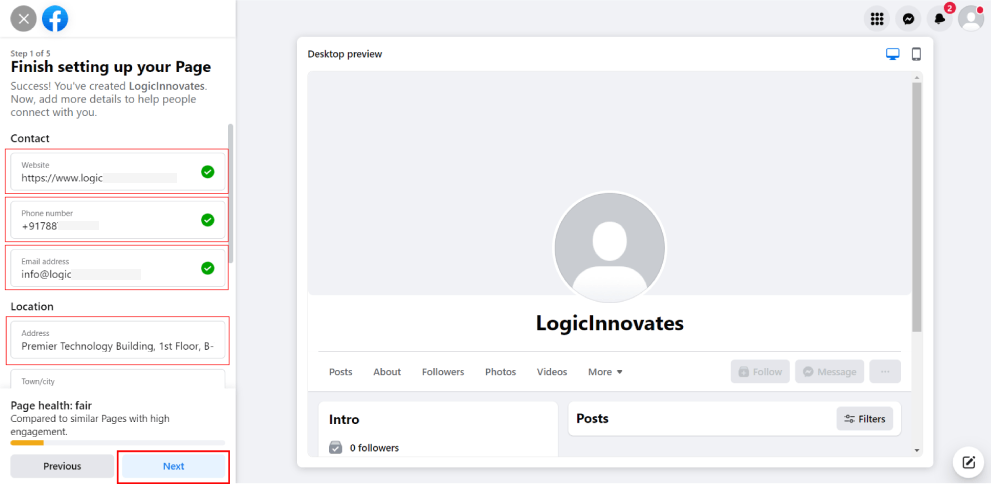 2
Step 1 of 5
Finish setting up your Page
Success! You've created LogicInnovates.
Now, add more details to help people
connect with you.
Contact
Website
https://www.logic
Phone number
+91788
Email address
info@logic
Location
Address
Premier Technology Building, 1st Floor, B-
Town/city
Page health: fair
Compared to similar Pages with high
engagement.
Previous
Next
Desktop preview
LogicInnovates
Posts About Followers Photos Videos More
Follow
Message
...
Intro
0 followers
Posts
Filters